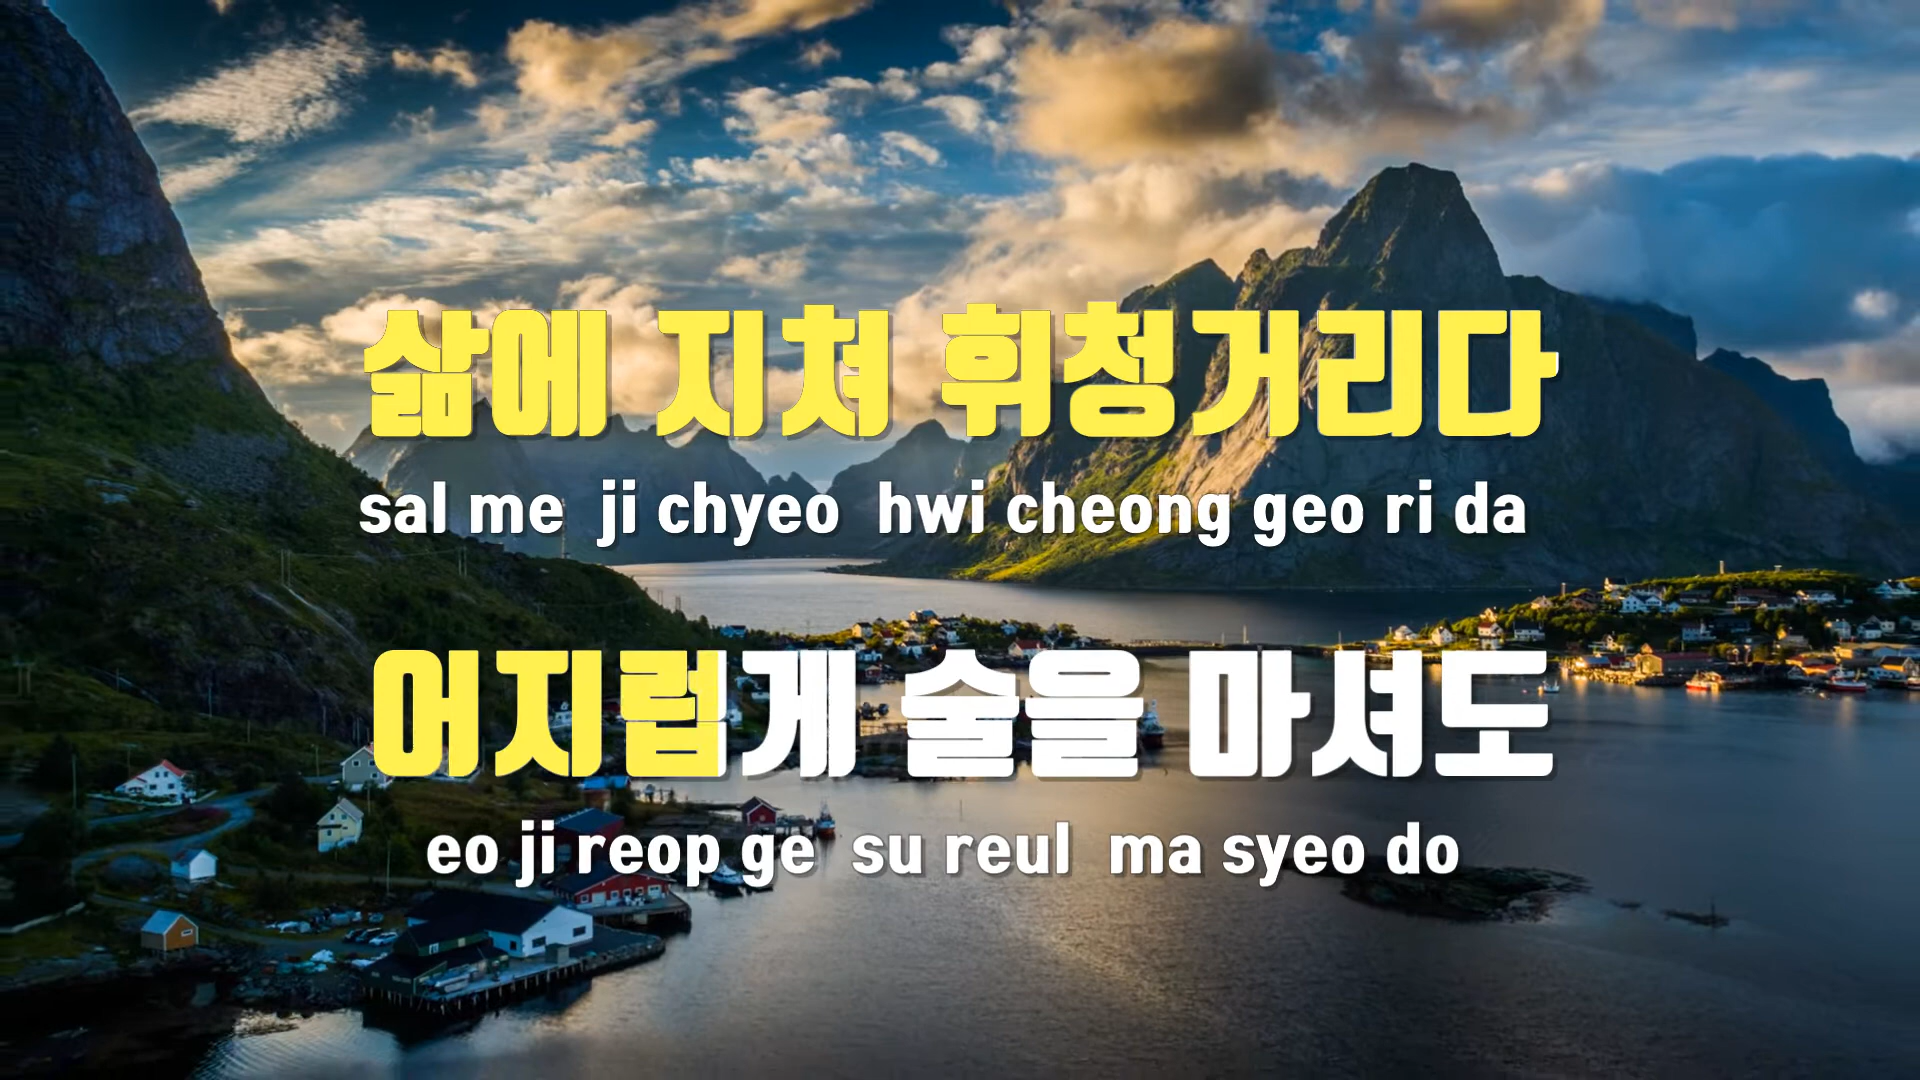 삶에 지쳐 휘청거리다
sal me ji chyeo hwi cheong geo ri da
어지럽게 술을 마셔도
eo ji reop ge su reul ma syeo do